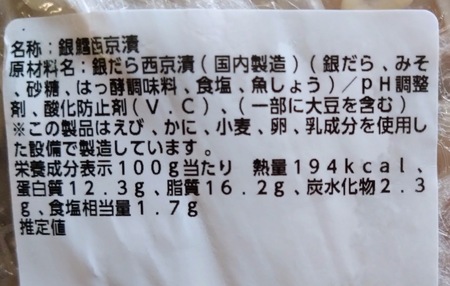 名称：銀鱈西京漬
原材料名：銀だら西京漬（国内製造）（銀だら、みそ
、砂糖、はっ酵調味料、食塩、魚しょう）／ｐＨ調整
剤、酸化防止剤（Ｖ．Ｃ）、（一部に大豆を含む）
※この製品はえび、かに、小麦、卵、乳成分を使用し
た設備で製造しています。
栄養成分表示１００ｇ当たり　熱量１９４ｋｃａｌ、
蛋白質１２．３ｇ、脂質１６．２ｇ、炭水化物２．３
ｇ、食塩相当量１．７ｇ
推定値